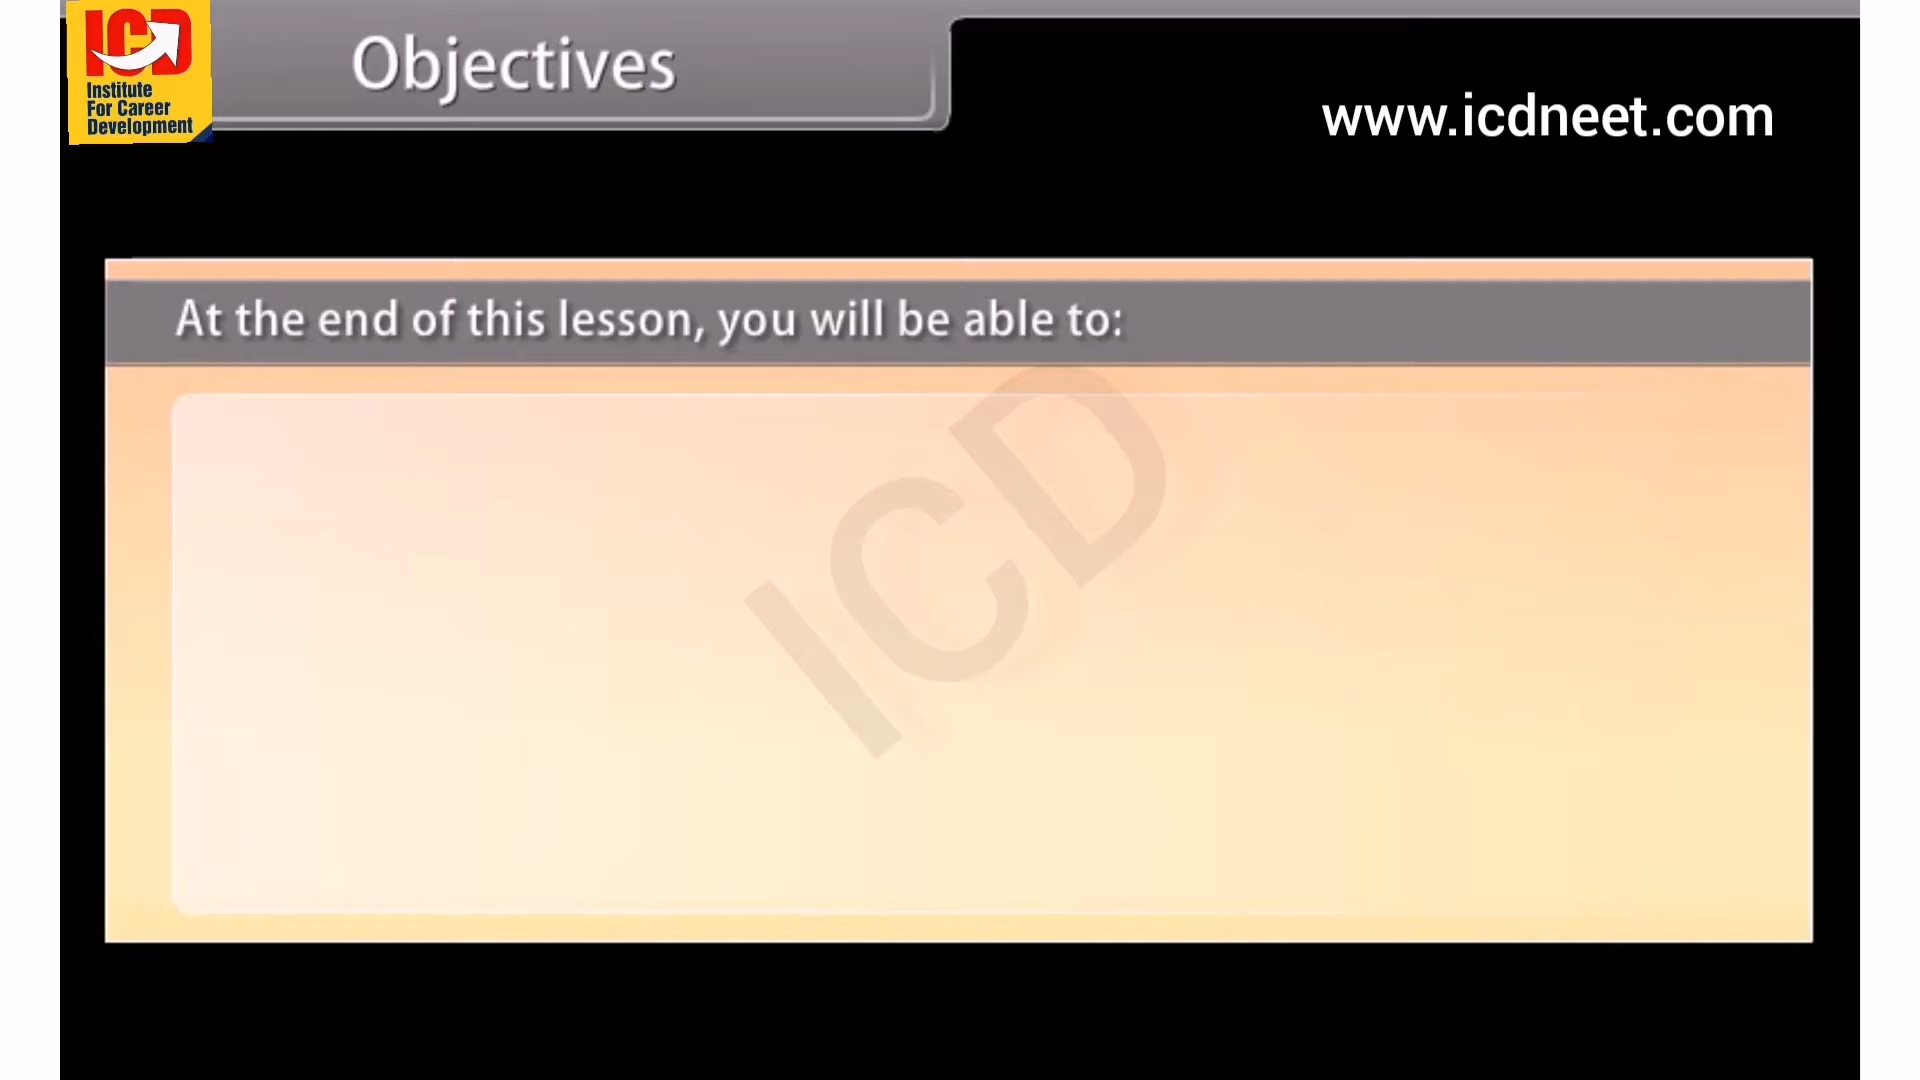 ICD
Institute
For Career
Development
Objectives
www.icdneet.com
At the end of this lesson, you will be able to:
ICD